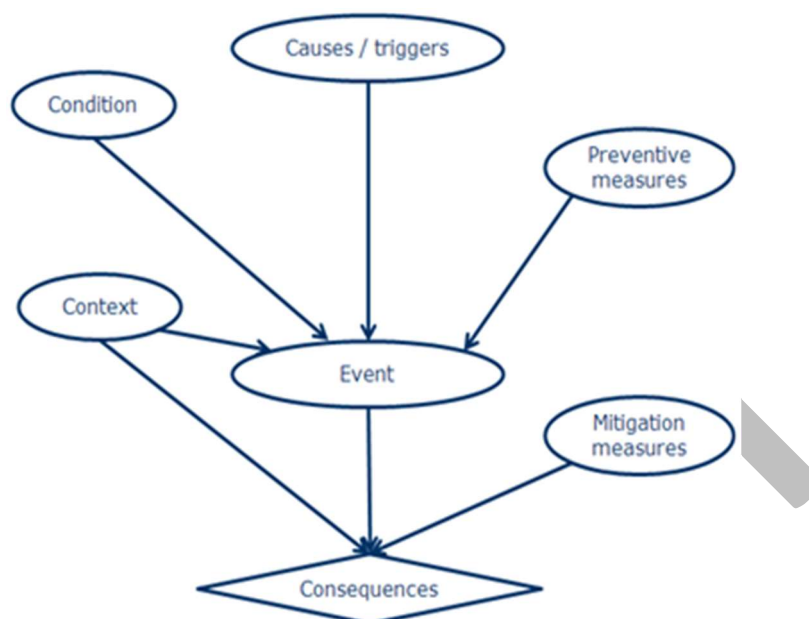 Causes / triggers
Condition
Preventive
measures
Context
Event
Mitigation
measures
Consequences